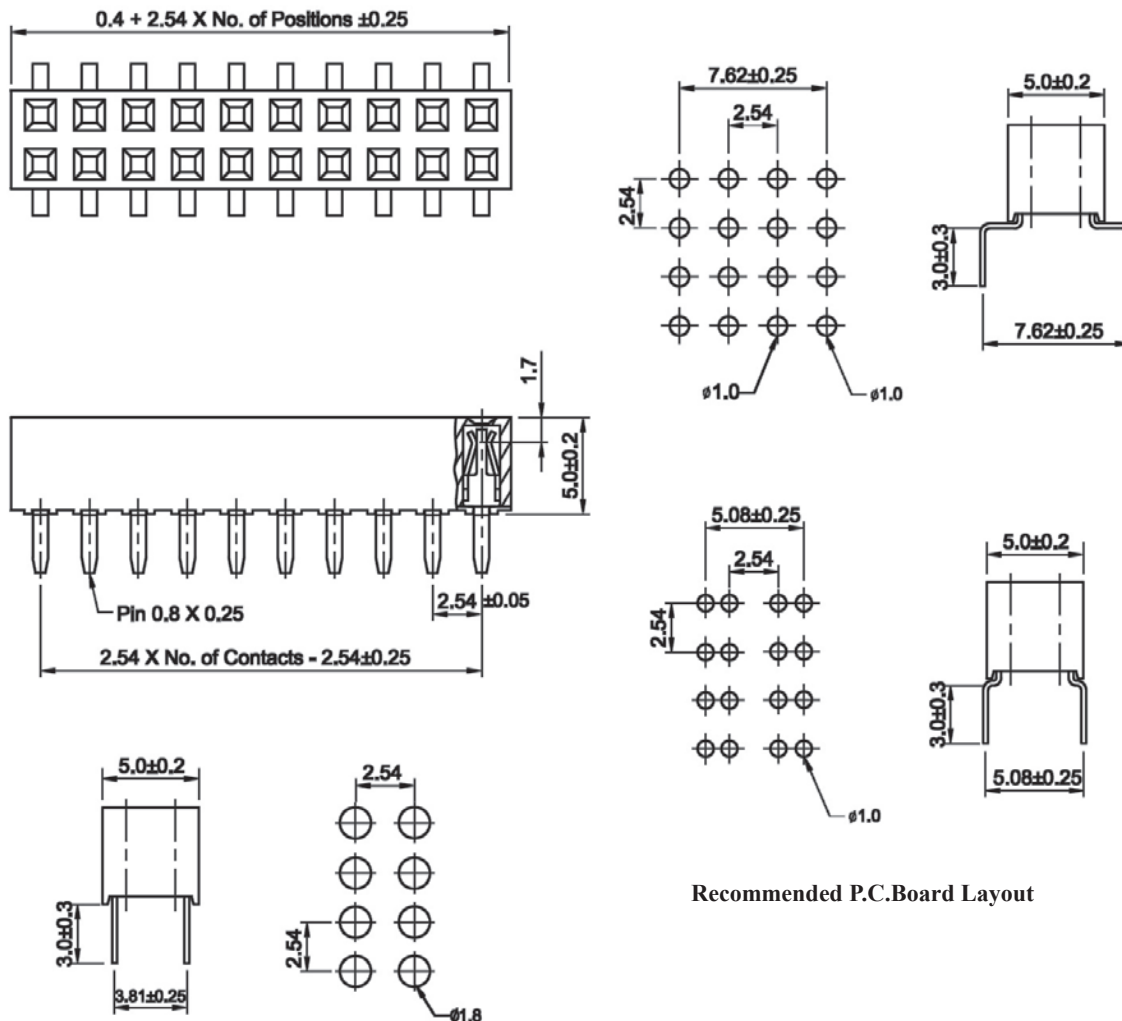 0.4 + 2.54 X No. of Positions ±0.25
7.62±0.25
2.54
2.54
ø1.0
ø1.0
5.0±0.2
3.0±0.3
7.62±0.25
1.7
5.0±0.2
Pin 0.8 X 0.25
2.54 ±0.05
2.54 X No. of Contacts - 2.54±0.25
5.08±0.25
2.54
2.54
ø1.0
5.0±0.2
3.0±0.3
5.08±0.25
5.0±0.2
3.0±0.3
3.81±0.25
2.54
2.54
ø1.8
Recommended P.C.Board Layout